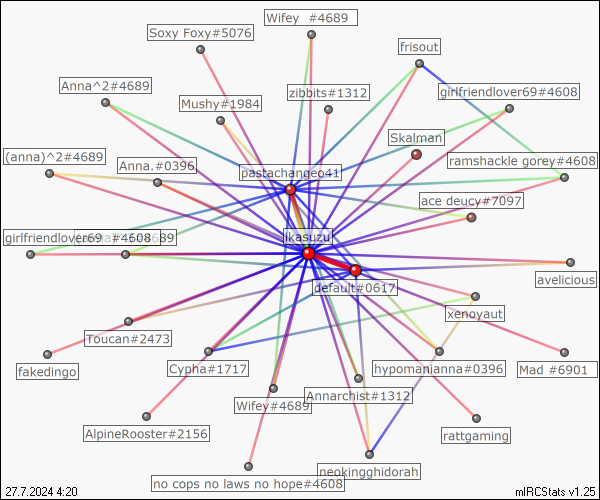 Wifey  #4689
Soxy Foxy#5076
frisout
Anna^2#4689
zibbits#1312
girlfriendlover69#4608
Mushy#1984
Skalman
(anna)^2#4689
Anna.#0396
ramshackle gorey#4608
pastachangeo41
ace deucy#7097
girlfriendlover69  #4608
ikasuzu
avelicious
default#0617
xenoyaut
Toucan#2473
fakedingo
Cypha#1717
hypomanianna#0396
Mad #6901
Annarchist#1312
Wifey#4689
AlpineRooster#2156
rattgaming
neokingghidorah
no cops no laws no hope#4608
27.7.2024 4:20
mIRCStats v1.25